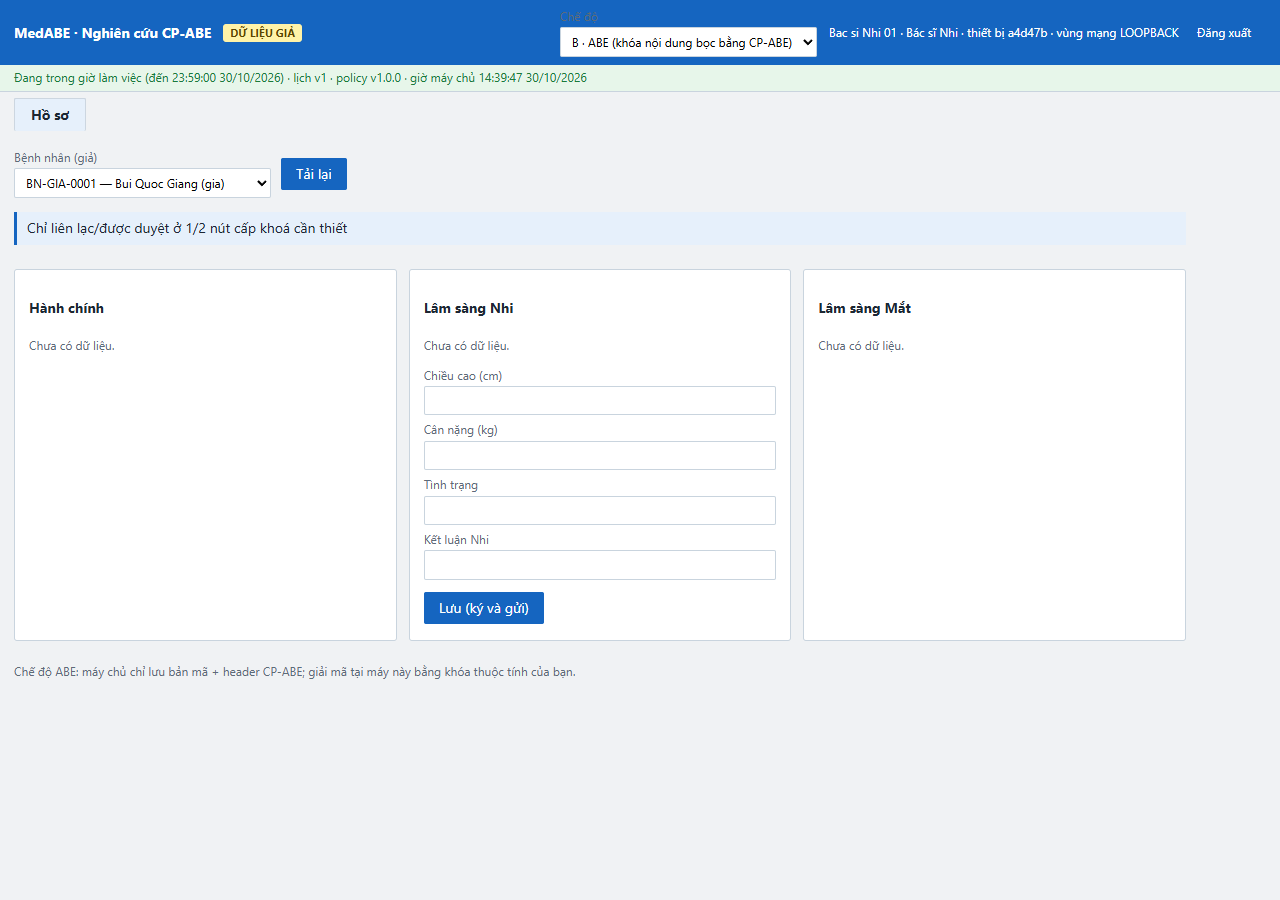 MedABE · Nghiên cứu CP-ABE
DỮ LIỆU GIẢ
Chế độ
B · ABE (khóa nội dung bọc bằng CP-ABE)
Bac si Nhi 01 · Bác sĩ Nhi · thiết bị a4d47b · vùng mạng LOOPBACK
Đăng xuất
Đang trong giờ làm việc (đến 23:59:00 30/10/2026) · lịch v1 · policy v1.0.0 · giờ máy chủ 14:39:47 30/10/2026
Hồ sơ
Bệnh nhân (giả)
BN-GIA-0001 — Bui Quoc Giang (gia)
Tải lại
Chỉ liên lạc/được duyệt ở 1/2 nút cấp khoá cần thiết
Hành chính
Chưa có dữ liệu.
Lâm sàng Nhi
Chưa có dữ liệu.
Chiều cao (cm)
Cân nặng (kg)
Tình trạng
Kết luận Nhi
Lưu (ký và gửi)
Lâm sàng Mắt
Chưa có dữ liệu.
Chế độ ABE: máy chủ chỉ lưu bản mã + header CP-ABE; giải mã tại máy này bằng khóa thuộc tính của bạn.